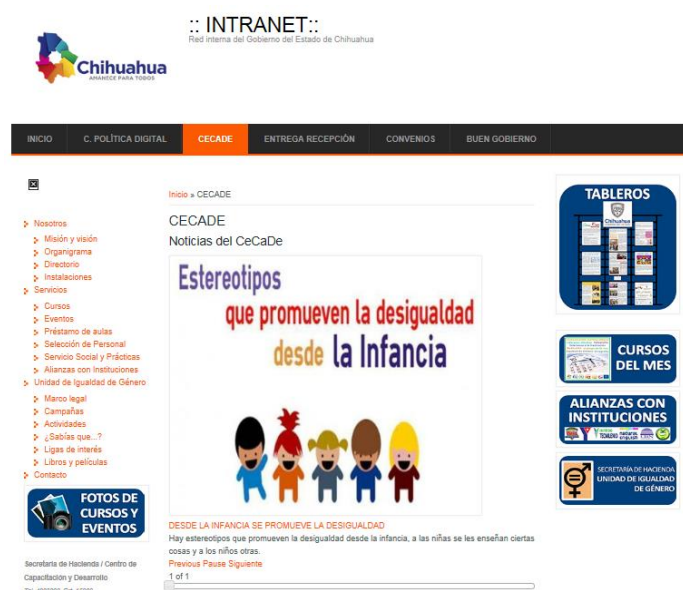 :: INTRANET::
Red interna del Gobierno del Estado de Chihuahua
Chihuahua
AMANECE PARA TODOS
INICIO
C. POLÍTICA DIGITAL
CECADE
ENTREGA RECEPCIÒN
CONVENIOS
BUEN GOBIERNO
Nosotros
Misión y visión
Organigrama
Directorio
Instalaciones
Servicios
Cursos
Eventos
Préstamo de aulas
Selección de Personal
Servicio Social y Prácticas
Alianzas con Instituciones
Unidad de Igualdad de Género
Marco legal
Campañas
Actividades
¿Sabías que...?
Ligas de interés
Libros y películas
Contacto
FOTOS DE
CURSOS Y
EVENTOS
Secretaria de Hacienda / Centro de
Capacitación y Desarrollo
Inicio » CECADE
CECADE
Noticias del CeCaDe
Estereotipos
que promueven la desigualdad
desde la Infancia
DESDE LA INFANCIA SE PROMUEVE LA DESIGUALDAD
Hay estereotipos que promueven la desigualdad desde la infancia, a las niñas se les enseñan ciertas
cosas y a los niños otras.
Previous Pause Siguiente
1 of 1
TABLEROS
Chihuahua
CURSOS
DEL MES
ALIANZAS CON
INSTITUCIONES
SECRETARÍA DE HACIENDA
UNIDAD DE IGUALDAD
DE GÉNERO